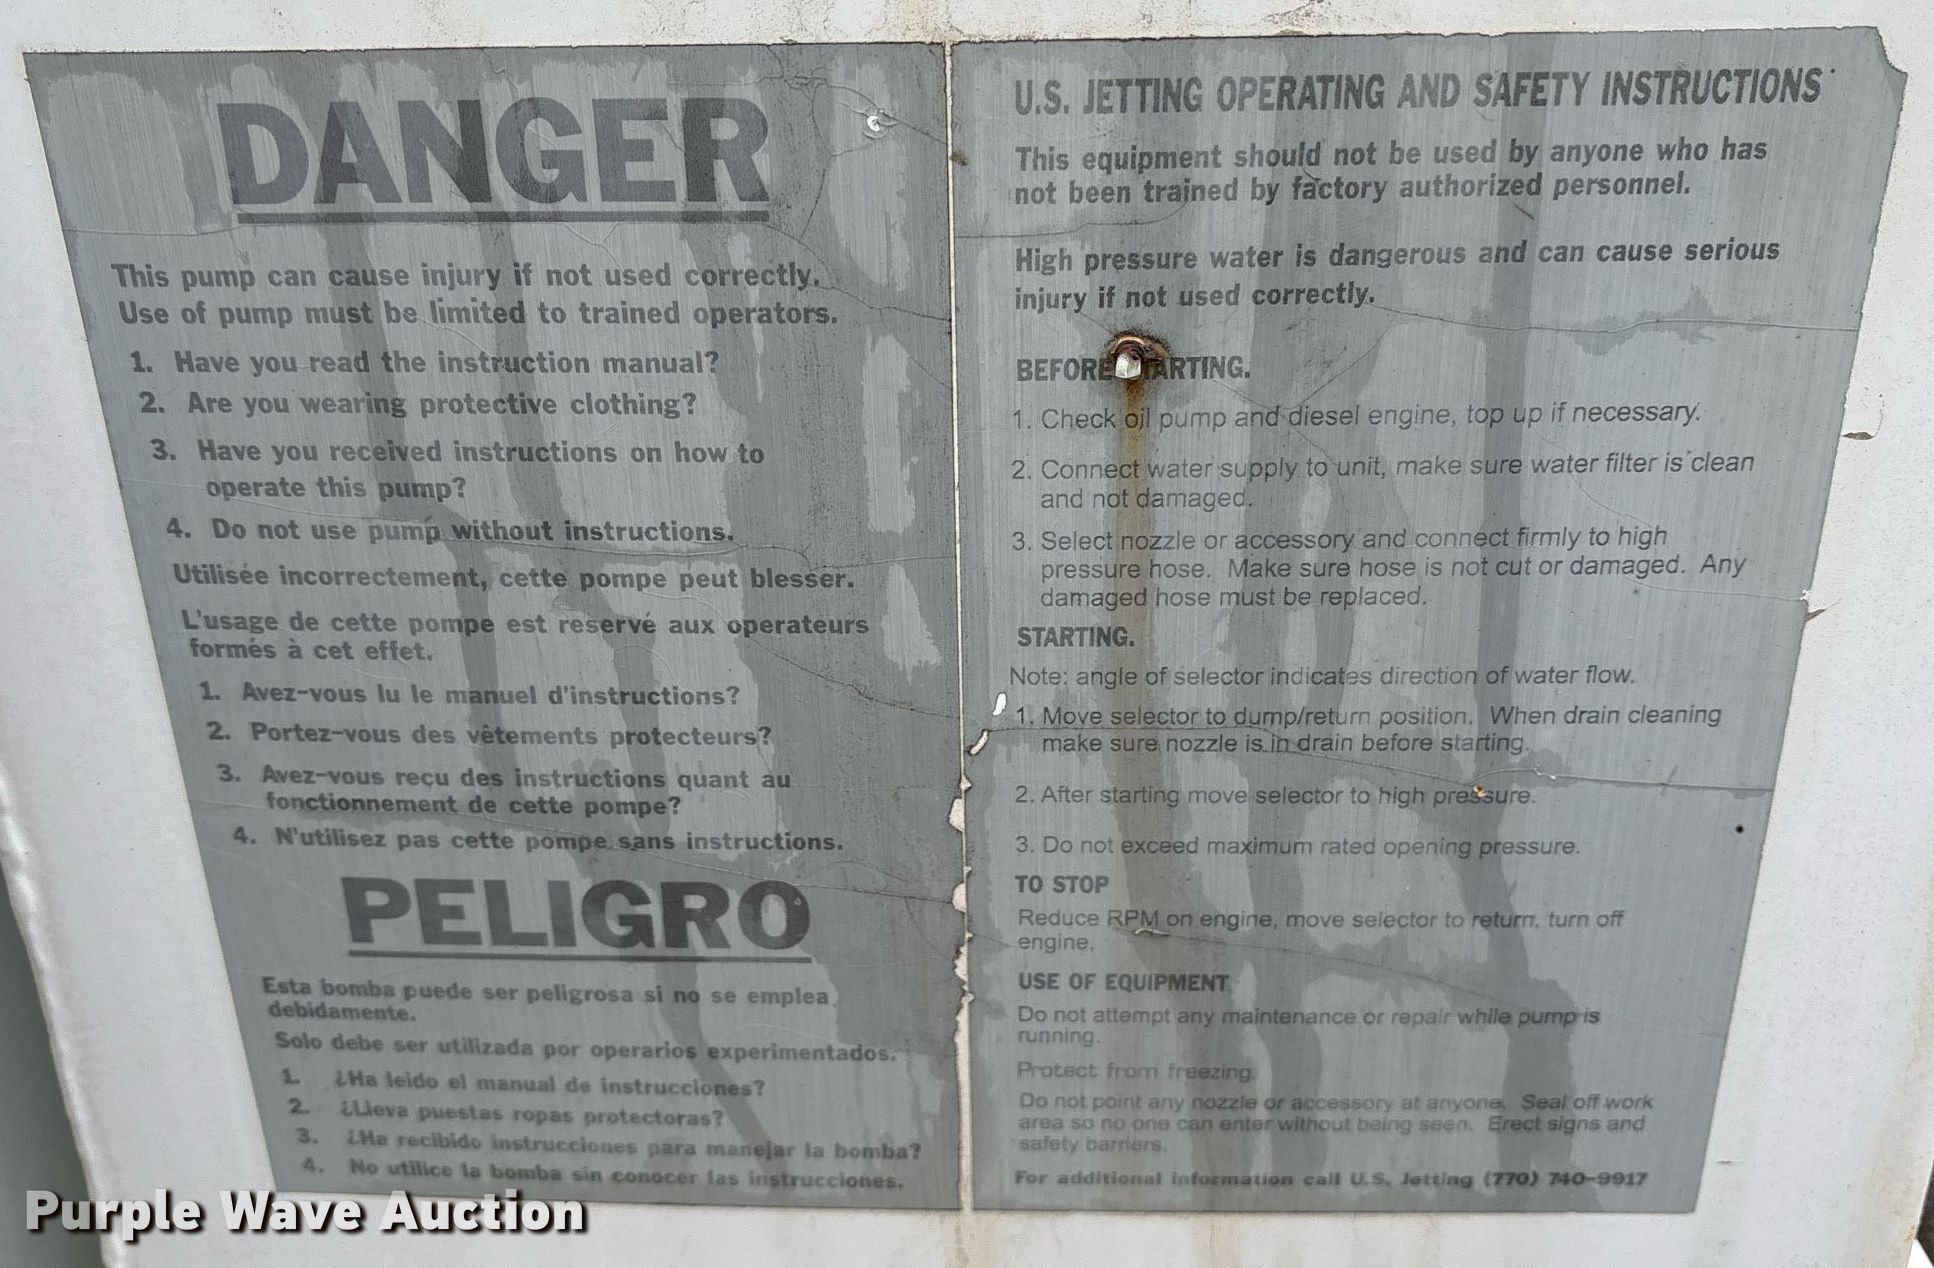 DANGER
This pump can cause injury if not used correctly.
Use of pump must be limited to trained operators.
1. Have you read the instruction manual?
2. Are you wearing protective clothing?
3. Have you received instructions on how to
operate this pump?
4. Do not use pump without instructions.
Utilisée incorrectement, cette pompe peut blesser.
L'usage de cette pompe est reservé aux operateurs
formés à cet effet.
1. Avez-vous lu le manuel d'instructions?
2. Portez-vous des vêtements protecteurs?
3. Avez-vous reçu des instructions quant au
fonctionnement de cette pompe?
4. N'utilisez pas cette pompe sans instructions.
PELIGRO
Esta bomba puede ser peligrosa si no se emplea
debidamente.
Solo debe ser utilizada por operarios experimentados.
1. ¿Ha leido el manual de instrucciones?
2. ¿Lleva puestas ropas protectoras?
3. ¿Ha recibido instrucciones para manejar la bomba?
4. No utilice la bomba sin conocer las instrucciones.
U.S. JETTING OPERATING AND SAFETY INSTRUCTIONS
This equipment should not be used by anyone who has
not been trained by factory authorized personnel.
High pressure water is dangerous and can cause serious
injury if not used correctly.
BEFORE STARTING.
1. Check oil pump and diesel engine, top up if necessary.
2. Connect water supply to unit, make sure water filter is clean
and not damaged.
3. Select nozzle or accessory and connect firmly to high
pressure hose. Make sure hose is not cut or damaged. Any
damaged hose must be replaced.
STARTING.
Note: angle of selector indicates direction of water flow.
1. Move selector to dump/return position. When drain cleaning
make sure nozzle is in drain before starting.
2. After starting move selector to high pressure.
3. Do not exceed maximum rated opening pressure.
TO STOP
Reduce RPM on engine, move selector to return, turn off
engine.
USE OF EQUIPMENT
Do not attempt any maintenance or repair while pump is
running.
Protect from freezing.
Do not point any nozzle or accessory at anyone. Seal off work
area so no one can enter without being seen. Erect signs and
safety barriers.
For additional information call U.S. Jetting (770) 740-9917
Purple Wave Auction